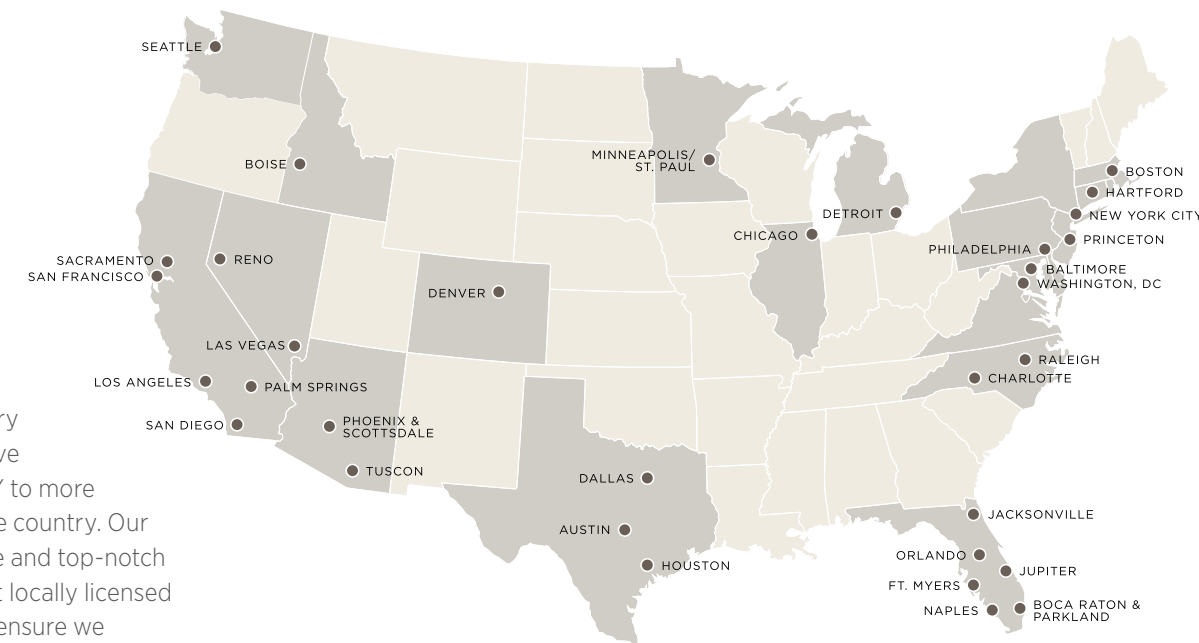 SEATTLE
BOISE
MINNEAPOLIS/
ST. PAUL
BOSTON
HARTFORD
DETROIT
NEW YORK CITY
CHICAGO
PRINCETON
PHILADELPHIA
SACRAMENTO
RENO
BALTIMORE
SAN FRANCISCO
WASHINGTON, DC
DENVER
LAS VEGAS
RALEIGH
LOS ANGELES
PALM SPRINGS
CHARLOTTE
SAN DIEGO
PHOENIX &
SCOTTSDALE
TUSCON
DALLAS
AUSTIN
HOUSTON
JACKSONVILLE
ORLANDO
JUPITER
FT. MYERS
NAPLES
BOCA RATON &
PARKLAND
to more
country. Our
and top-notch
locally licensed
ensure we